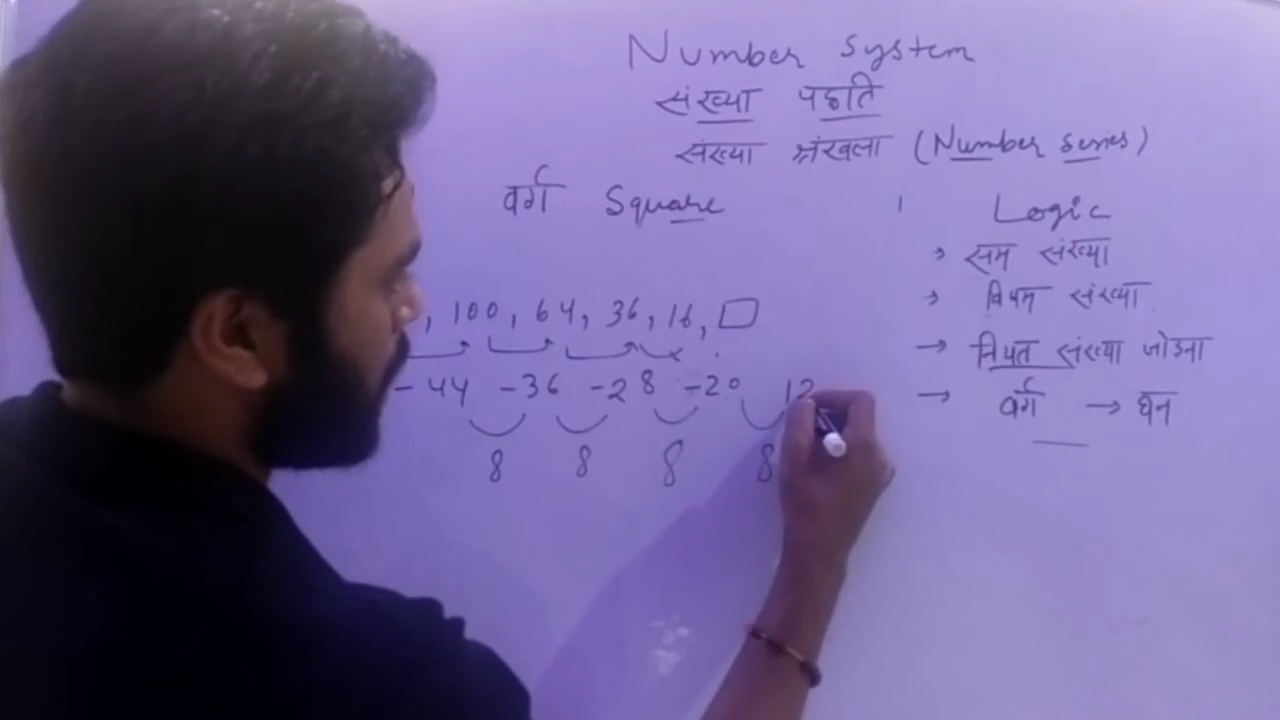 Number System
संख्या पद्धति
संख्या श्रंखला (Number Series)
वर्ग Square
Logic
→ सम संख्या
→ विषम संख्या
→ नियत संख्या जोड़ना
→ वर्ग → घन
, 100, 64, 36, 16, □
- 44 - 36 - 28 - 20 12
8 8 8 8